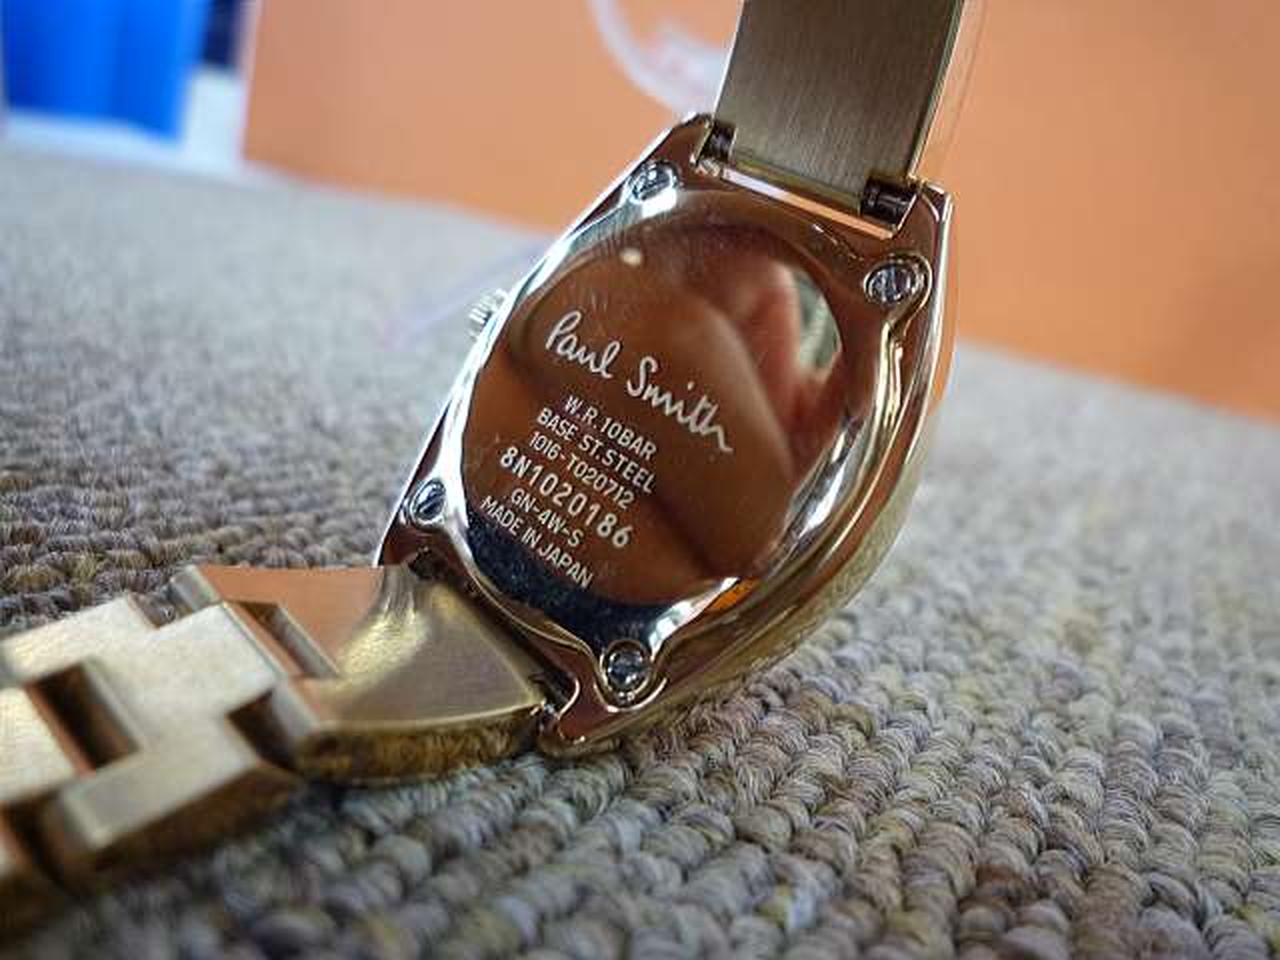 Paul Smith
W.R.10BAR
BASE ST.STEEL
1016-T020712
8N1020186
GN-4W-S
MADE IN JAPAN